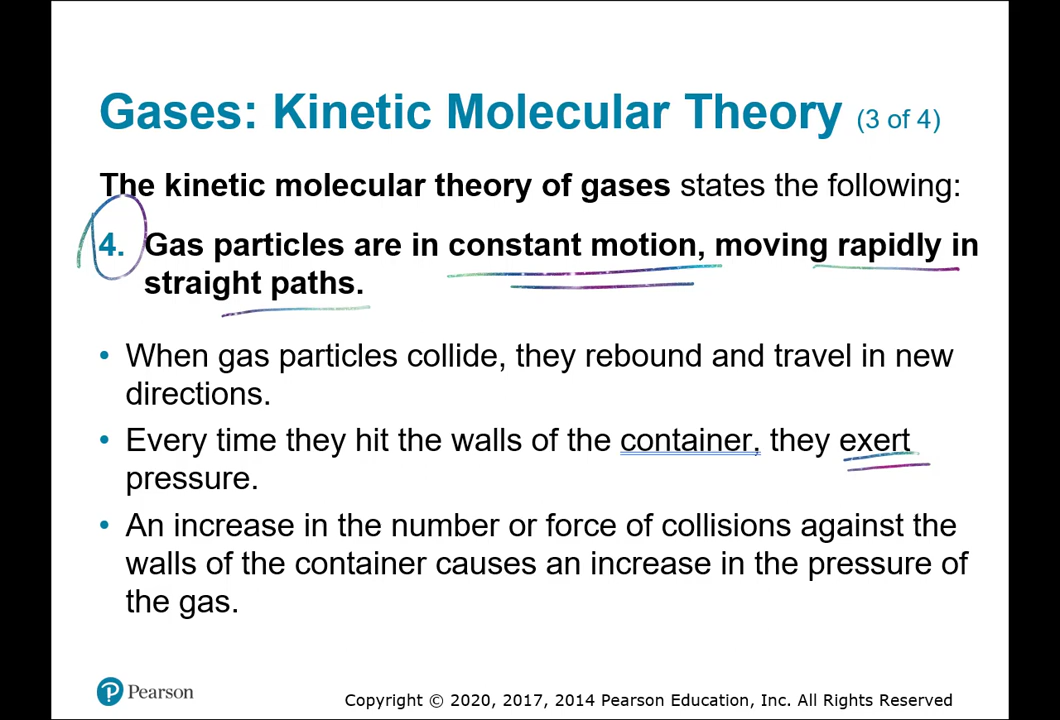 Gases: Kinetic Molecular Theory (3 of 4)
The kinetic molecular theory of gases states the following:
4. Gas particles are in constant motion, moving rapidly in
straight paths.
• When gas particles collide, they rebound and travel in new
directions.
• Every time they hit the walls of the container, they exert
pressure.
• An increase in the number or force of collisions against the
walls of the container causes an increase in the pressure of
the gas.
P Pearson
Copyright © 2020, 2017, 2014 Pearson Education, Inc. All Rights Reserved